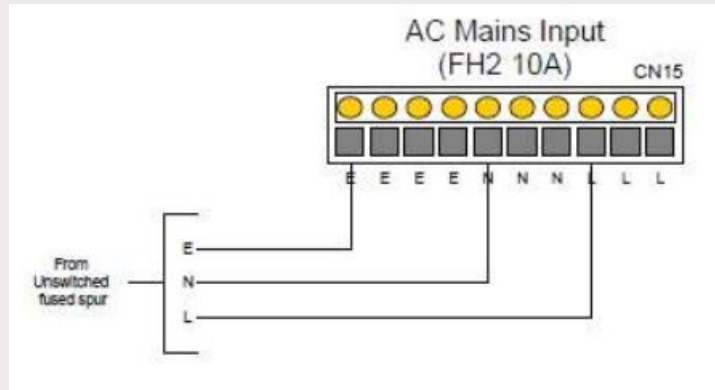 AC Mains Input
(FH2 10A)
CN15
E E E E N N N L L L
E
From
Unswitched
fused spur
N
L